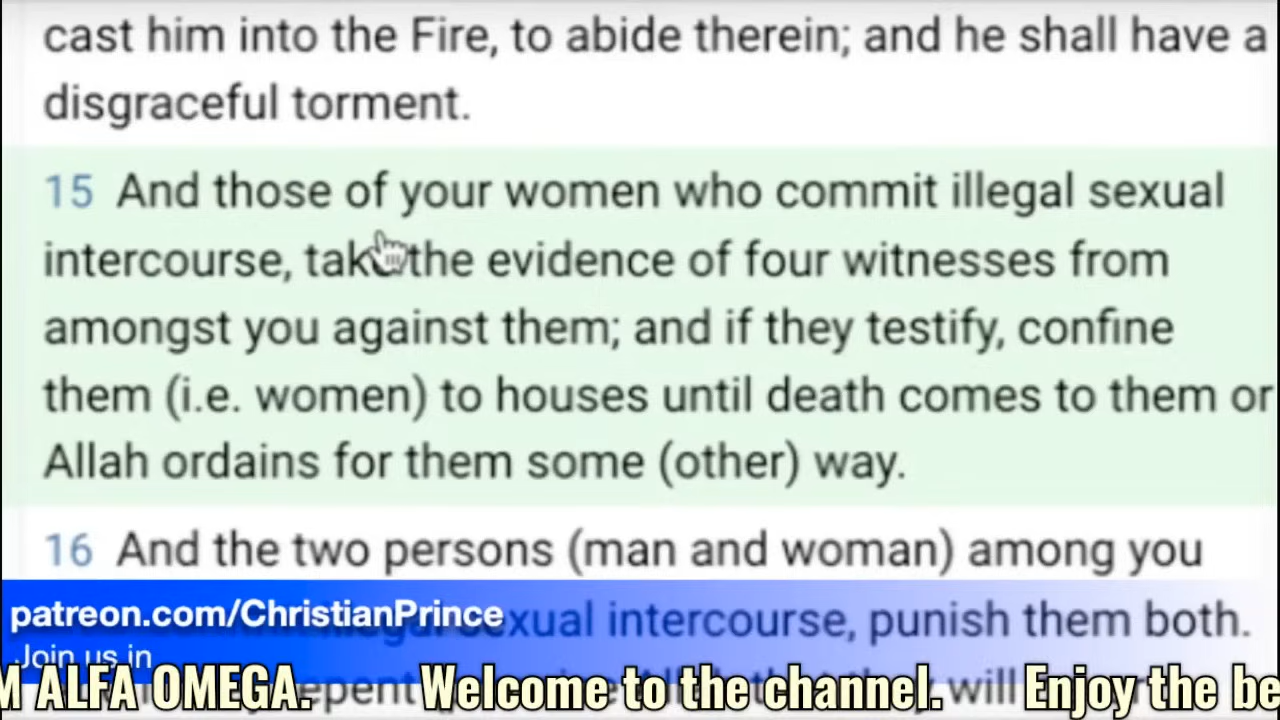 cast him into the Fire, to abide therein; and he shall have a
disgraceful torment.
15 And those of your women who commit illegal sexual
intercourse, take the evidence of four witnesses from
amongst you against them; and if they testify, confine
them (i.e. women) to houses until death comes to them or
Allah ordains for them some (other) way.
16 And the two persons (man and woman) among you
patreon.com/ChristianPrince
illegal sexual intercourse, punish them both.
Join us in
M ALFA OMEGA. Welcome to the channel. Enjoy the be
will